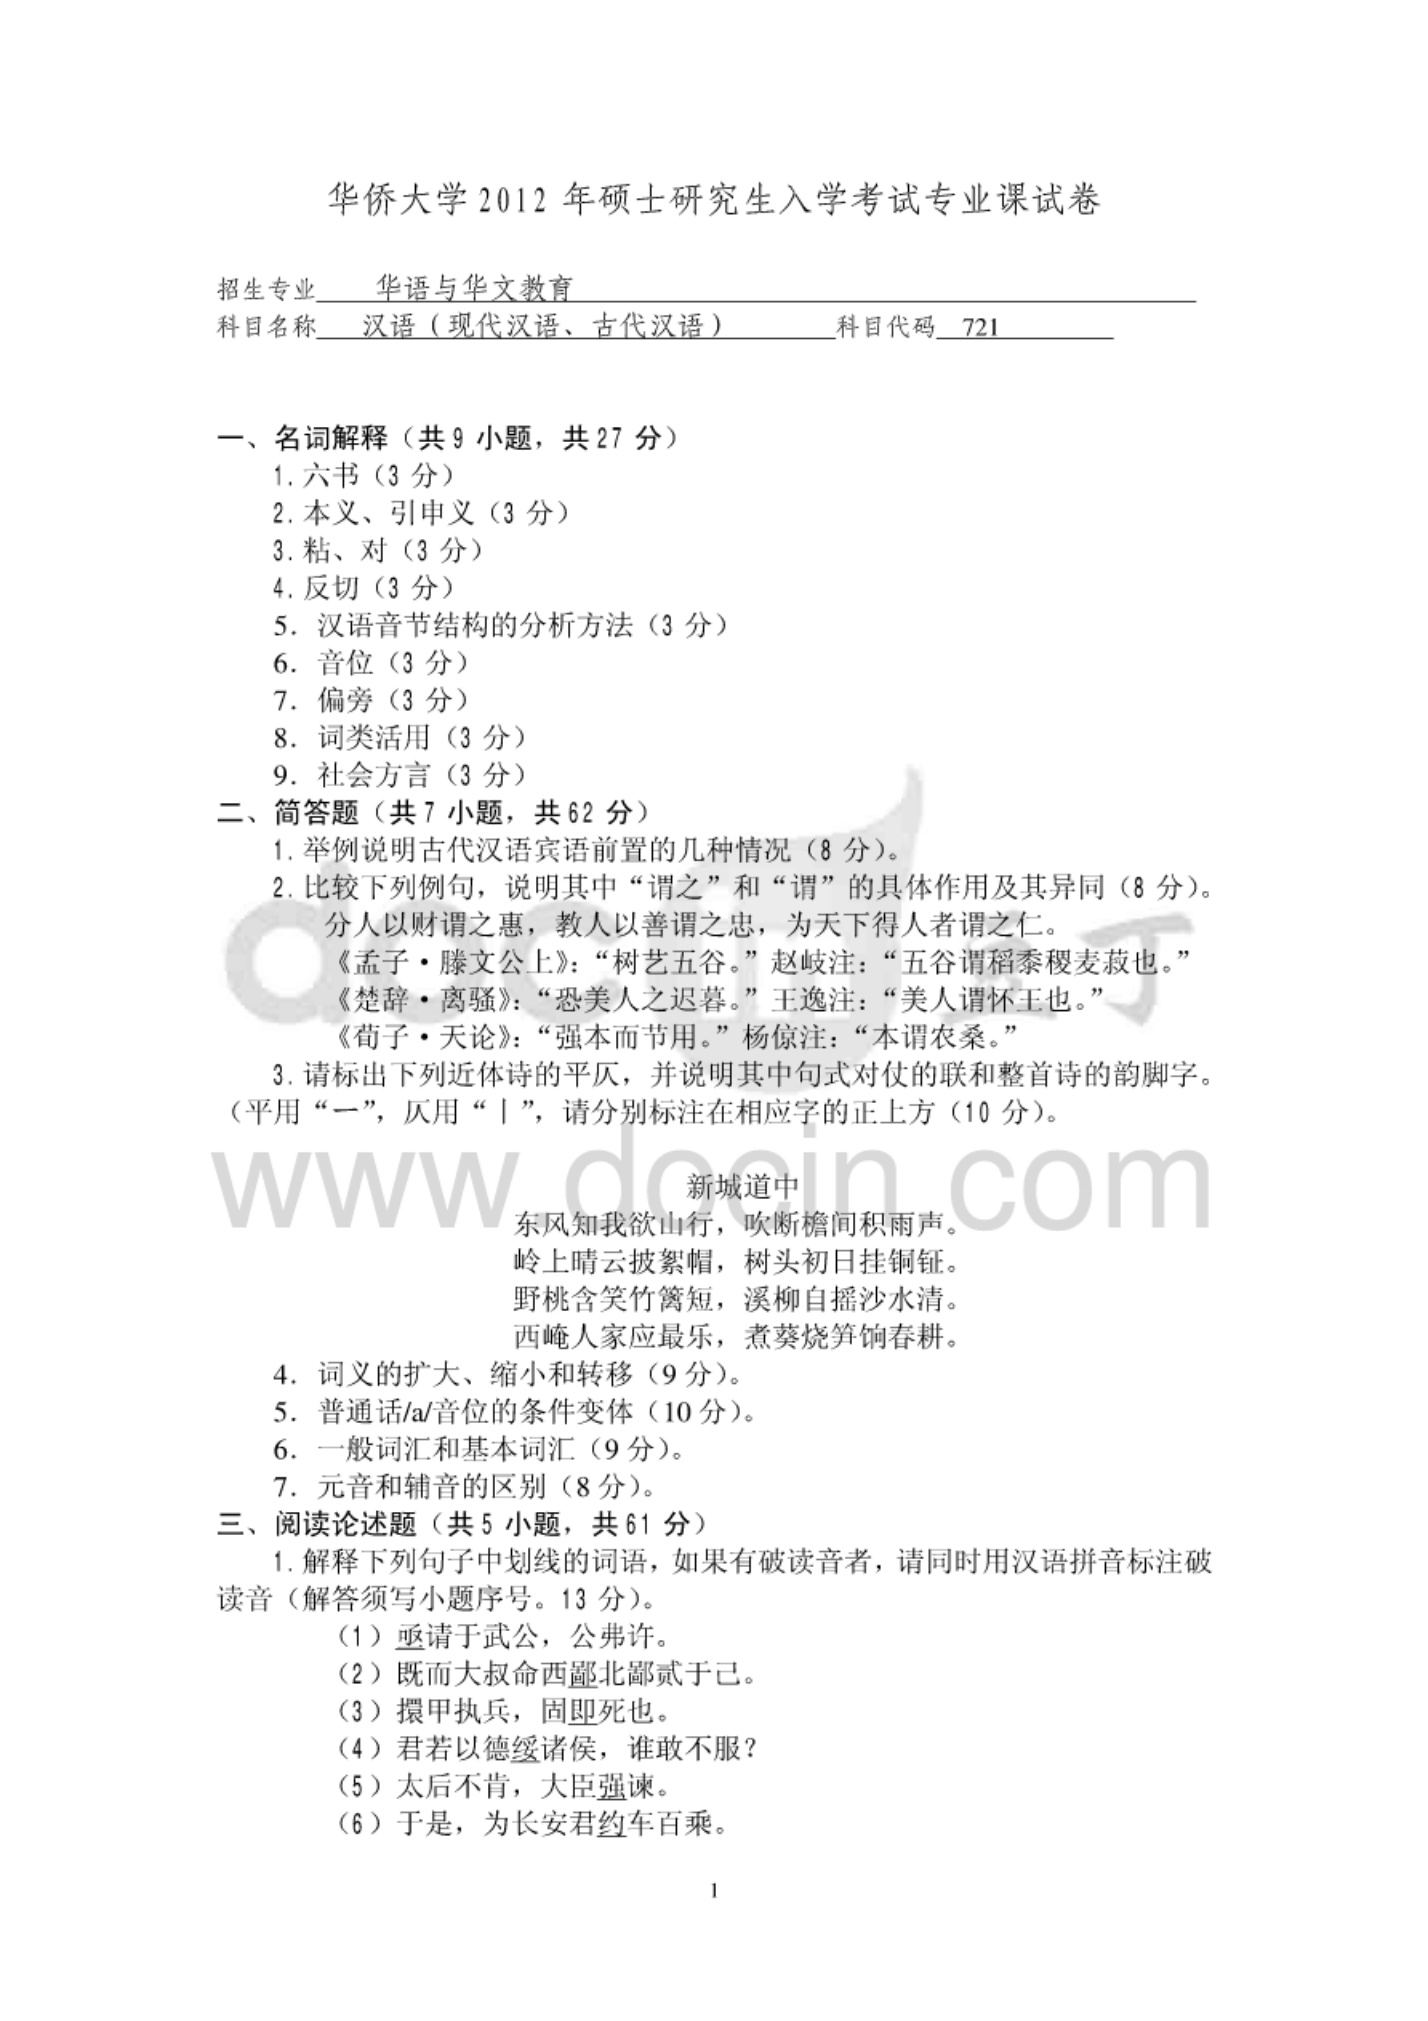 华侨大学2012 年硕士研究生入学考试专业课试卷
招生专业 华语与华文教育
科目名称 汉语（现代汉语、古代汉语） 科目代码 721
一、名词解释（共9 小题，共27 分）
1.六书（3 分）
2.本义、引申义（3 分）
3.粘、对（3 分）
4.反切（3 分）
5．汉语音节结构的分析方法（3 分）
6．音位（3 分）
7．偏旁（3 分）
8．词类活用（3 分）
9．社会方言（3 分）
二、简答题（共7 小题，共62 分）
1.举例说明古代汉语宾语前置的几种情况（8 分）。
2.比较下列例句，说明其中“谓之”和“谓”的具体作用及其异同（8 分）。
分人以财谓之惠，教人以善谓之忠，为天下得人者谓之仁。
《孟子·滕文公上》：“树艺五谷。”赵岐注：“五谷谓稻黍稷麦菽也。”
《楚辞·离骚》：“恐美人之迟暮。”王逸注：“美人谓怀王也。”
《荀子·天论》：“强本而节用。”杨倞注：“本谓农桑。”
3.请标出下列近体诗的平仄，并说明其中句式对仗的联和整首诗的韵脚字。
（平用“一”，仄用“丨”，请分别标注在相应字的正上方（10 分）。
新城道中
东风知我欲山行，吹断檐间积雨声。
岭上晴云披絮帽，树头初日挂铜钲。
野桃含笑竹篱短，溪柳自摇沙水清。
西崦人家应最乐，煮葵烧笋饷春耕。
4．词义的扩大、缩小和转移（9 分）。
5．普通话/a/音位的条件变体（10 分）。
6．一般词汇和基本词汇（9 分）。
7．元音和辅音的区别（8 分）。
三、阅读论述题（共5 小题，共61 分）
1.解释下列句子中划线的词语，如果有破读音者，请同时用汉语拼音标注破
读音（解答须写小题序号。13 分）。
（1）亟请于武公，公弗许。
（2）既而大叔命西鄙北鄙贰于己。
（3）擐甲执兵，固即死也。
（4）君若以德绥诸侯，谁敢不服？
（5）太后不肯，大臣强谏。
（6）于是，为长安君约车百乘。
1
docin 豆丁
www.docin.com